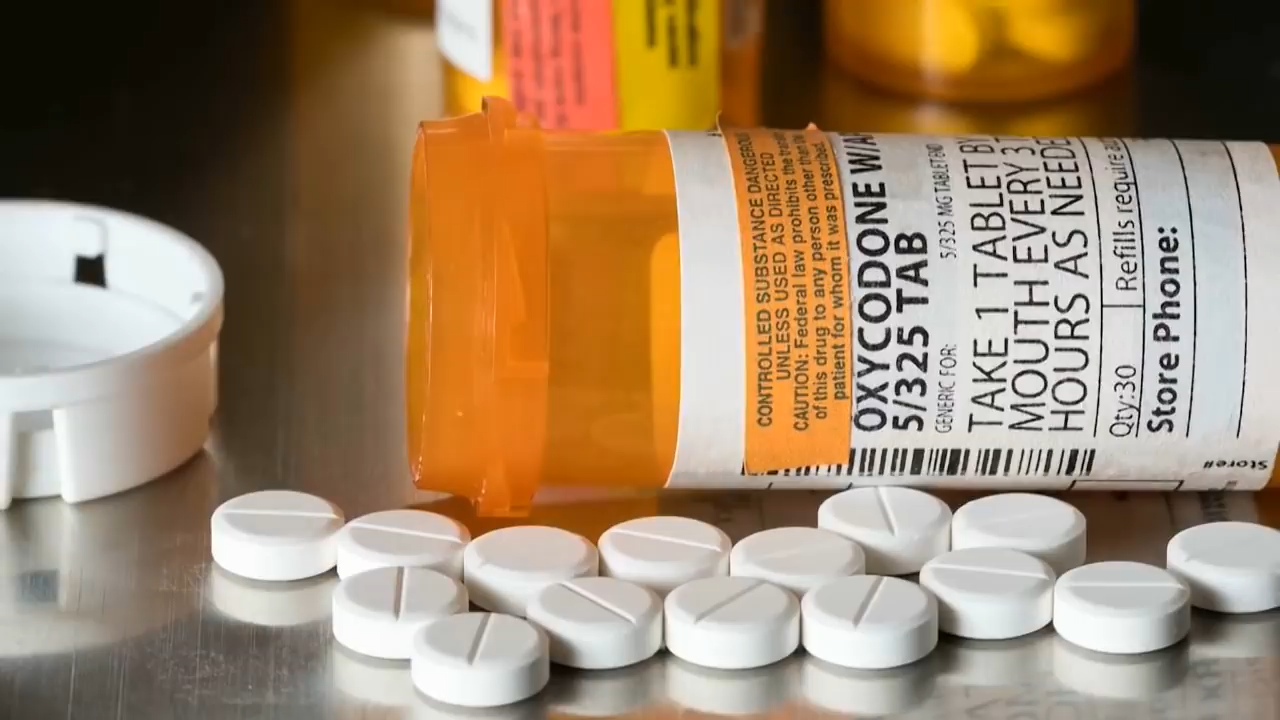 CONTROLLED SUBSTANCE DANGEROUS
UNLESS USED AS DIRECTED
CAUTION: Federal law prohibits the
of this drug to any person other than
patient for whom it was prescribed.
OXYCODONE W/
5/325 TAB
GENERIC FOR: 5/325 MG TABLET
TAKE 1 TABLET BY
MOUTH EVERY 3
HOURS AS NEEDE
Qty:30 Refills require
Store Phone:
Store#